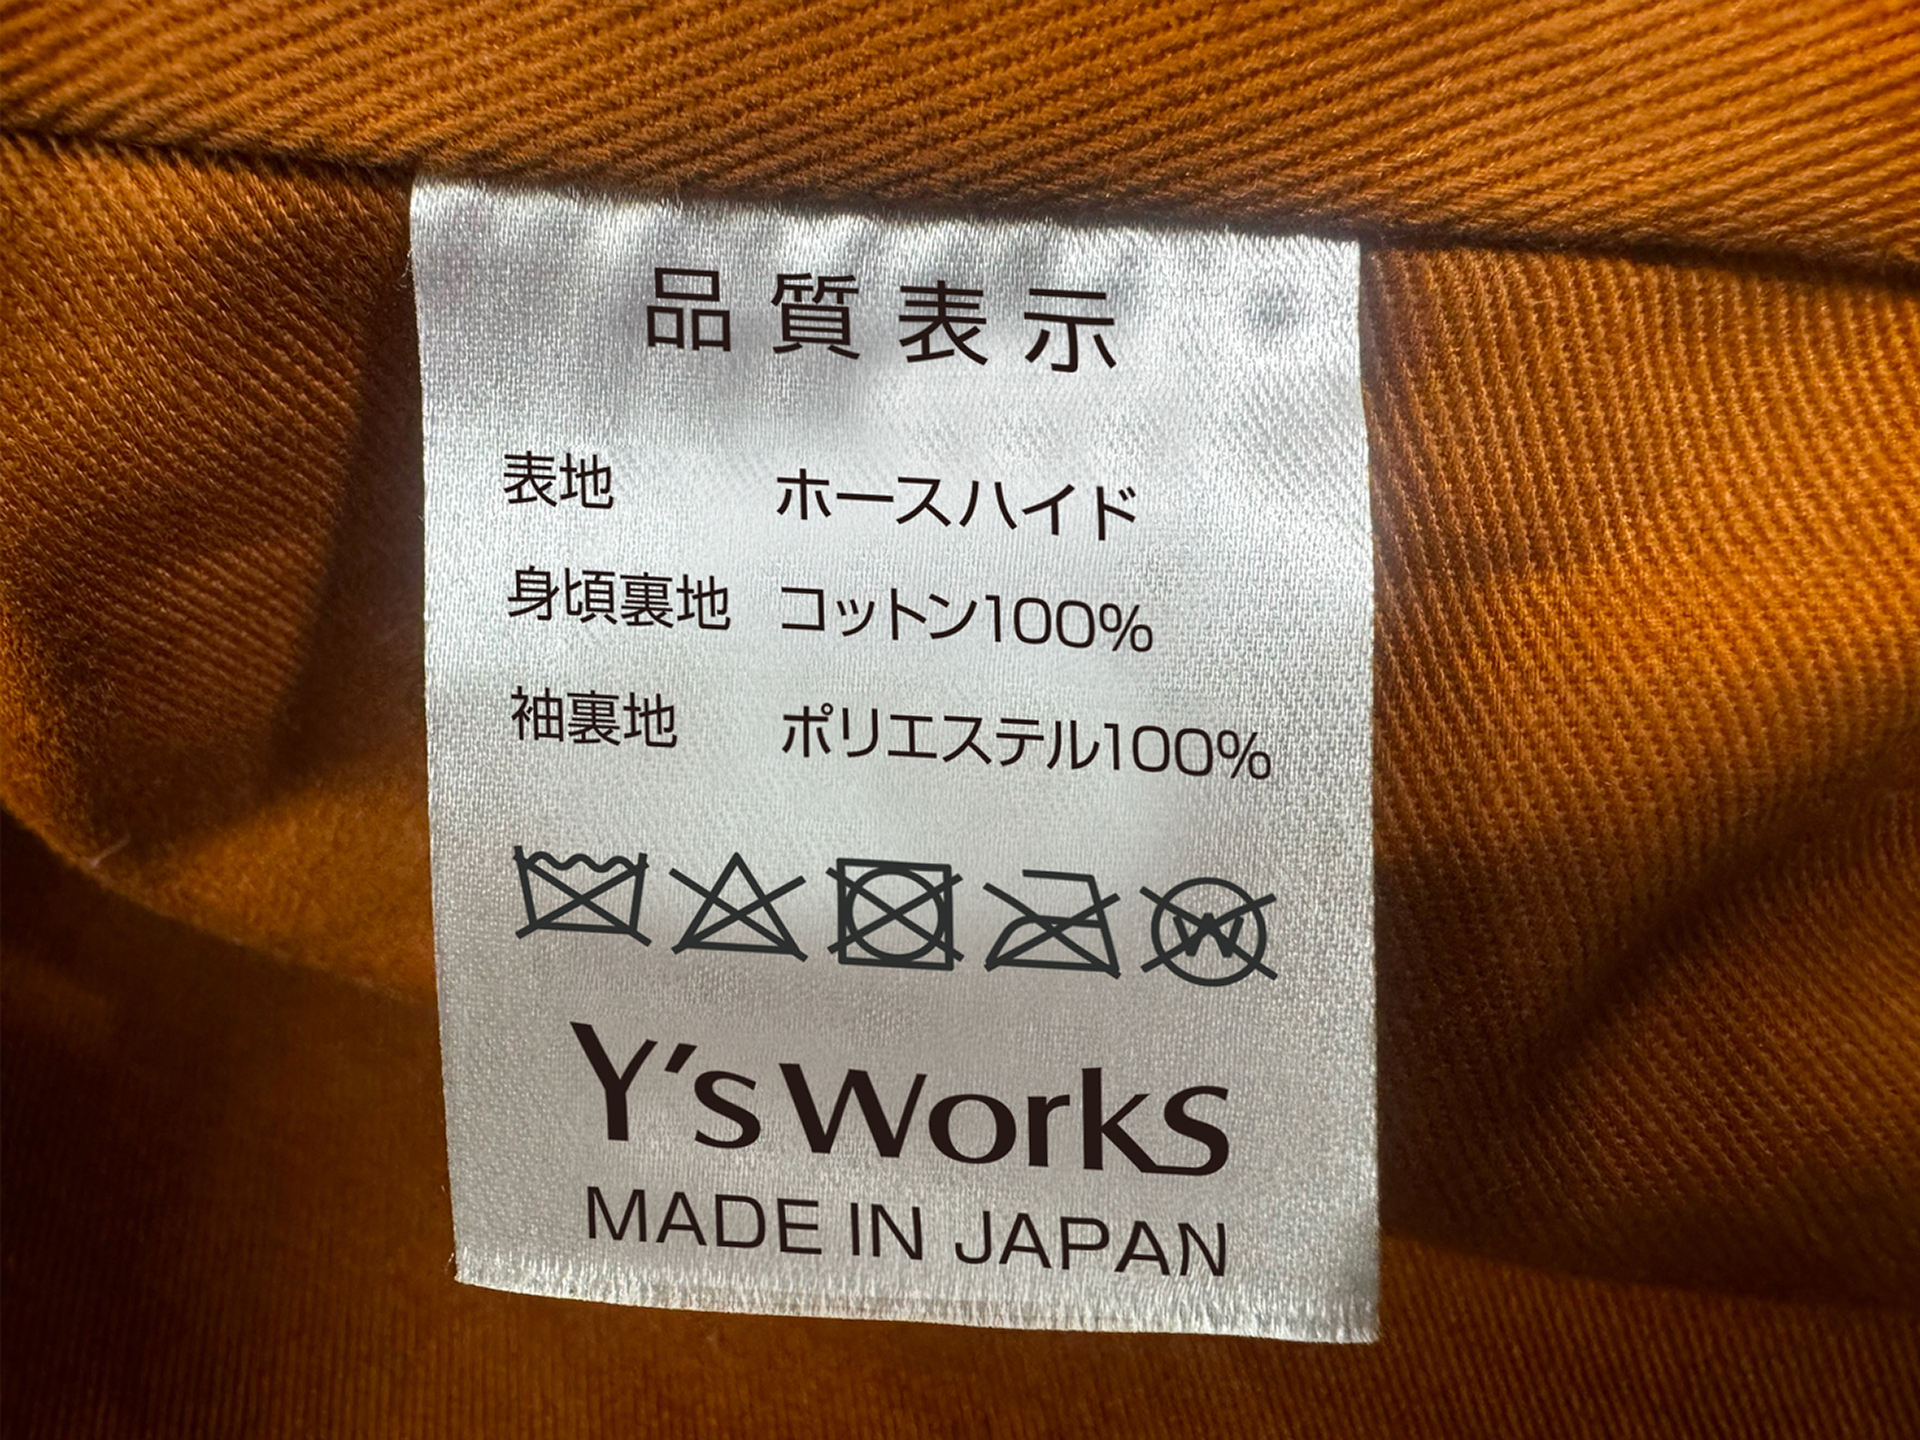 品質表示
表地 ホースハイド
身頃裏地 コットン100%
袖裏地 ポリエステル100%
W
Y's Works
MADE IN JAPAN